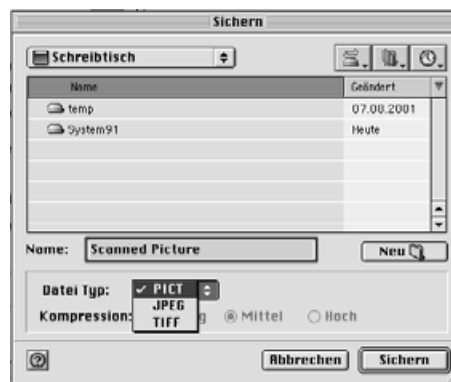 Sichern
Schreibtisch
Name Geändert
temp 07.08.2001
System91 Heute
Name: Scanned Picture Neu
Datei Typ: ✓ PICT
JPEG
Kompression: TIFF g Mittel Hoch
Abbrechen Sichern